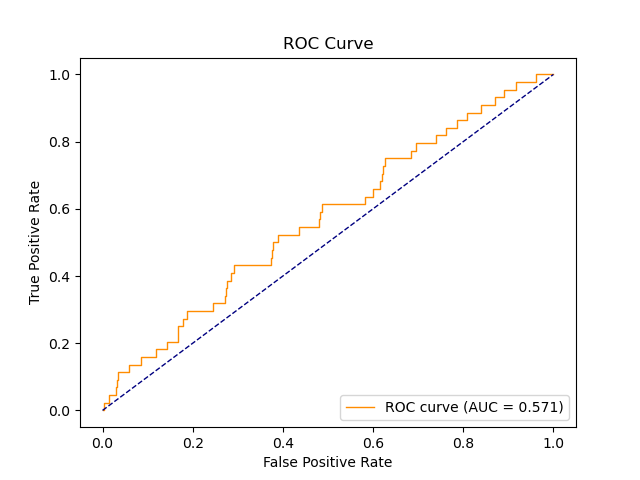 ROC Curve
True Positive Rate
1.0
0.8
0.6
0.4
0.2
0.0
ROC curve (AUC = 0.571)
0.0 0.2 0.4 0.6 0.8 1.0
False Positive Rate